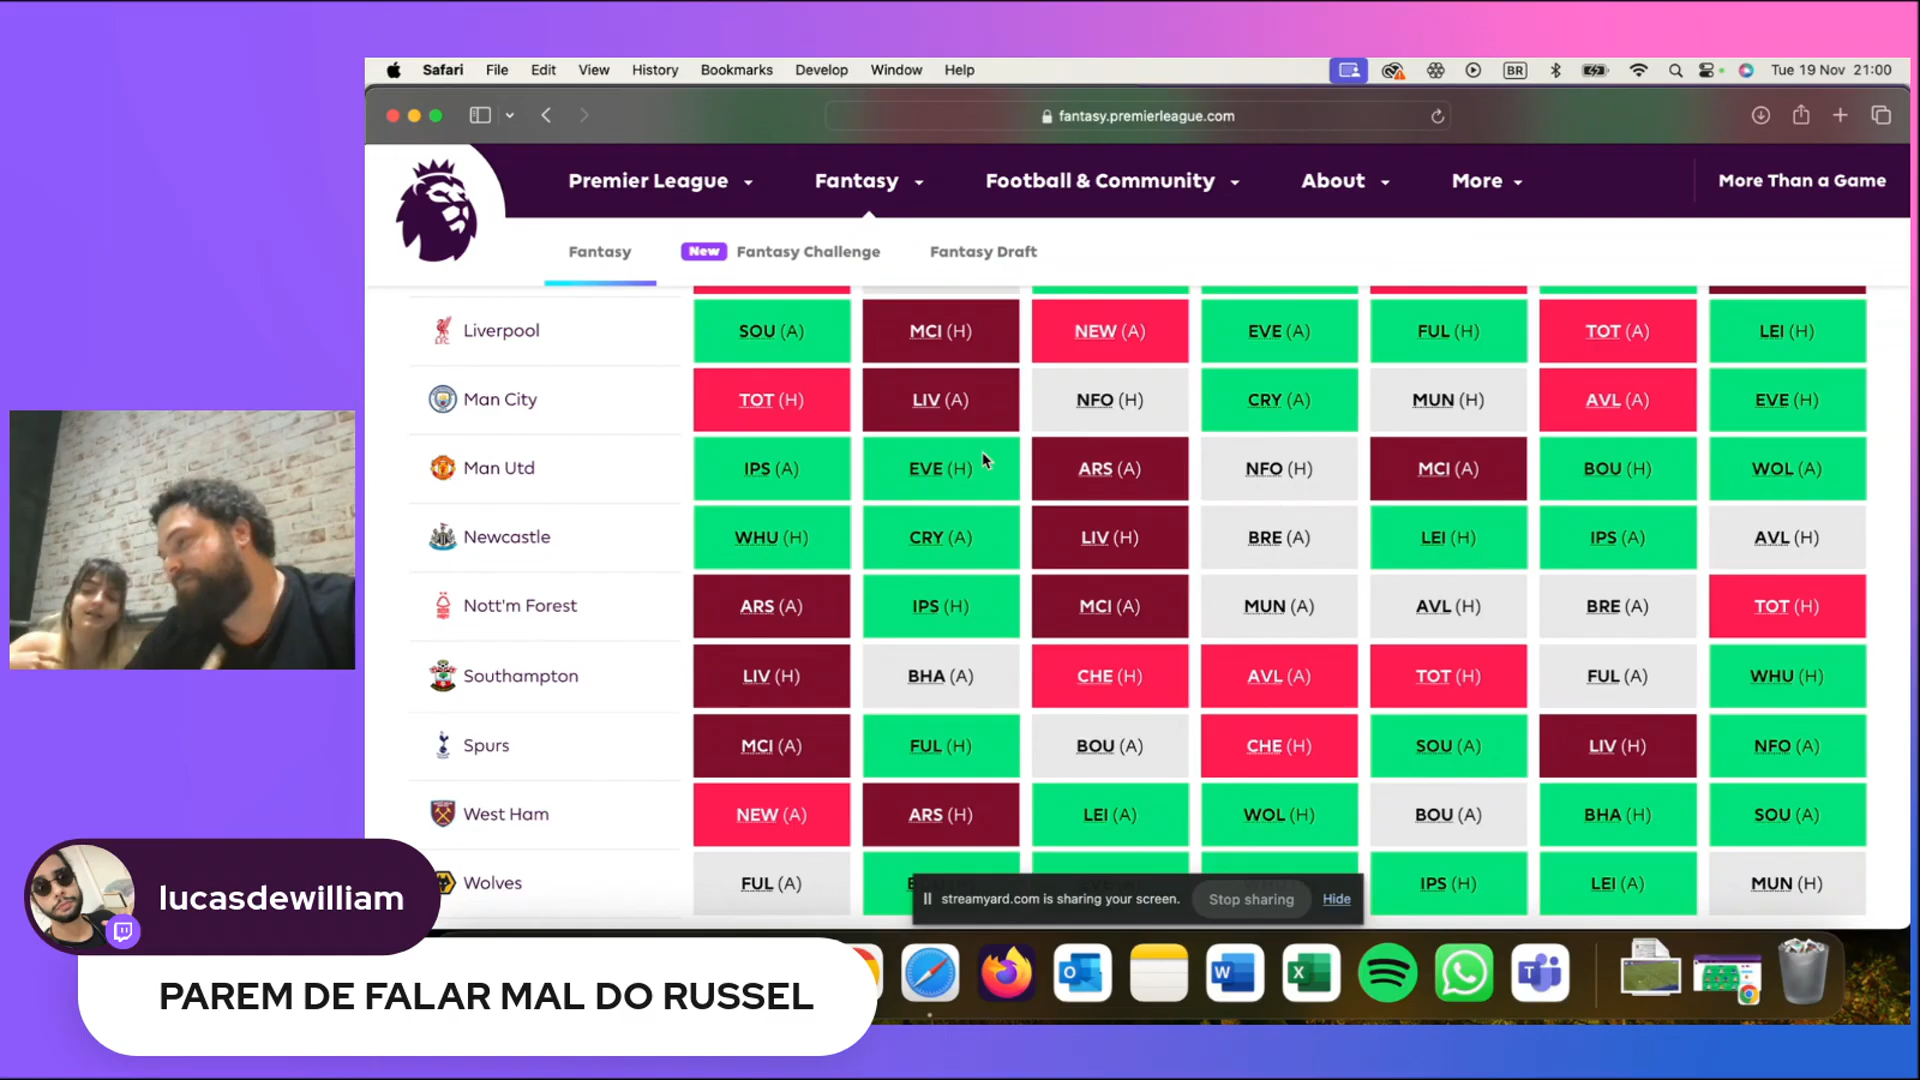 Safari File Edit View History Bookmarks Develop Window Help BR Tue 19 Nov 21:00
fantasy.premierleague.com
Premier League Fantasy Football & Community About More More Than a Game
Fantasy New Fantasy Challenge Fantasy Draft
Liverpool SOU (A) MCI (H) NEW (A) EVE (A) FUL (H) TOT (A) LEI (H)
Man City TOT (H) LIV (A) NFO (H) CRY (A) MUN (H) AVL (A) EVE (H)
Man Utd IPS (A) EVE (H) ARS (A) NFO (H) MCI (A) BOU (H) WOL (A)
Newcastle WHU (H) CRY (A) LIV (H) BRE (A) LEI (H) IPS (A) AVL (H)
Nott'm Forest ARS (A) IPS (H) MCI (A) MUN (A) AVL (H) BRE (A) TOT (H)
Southampton LIV (H) BHA (A) CHE (H) AVL (A) TOT (H) FUL (A) WHU (H)
Spurs MCI (A) FUL (H) BOU (A) CHE (H) SOU (A) LIV (H) NFO (A)
West Ham NEW (A) ARS (H) LEI (A) WOL (H) BOU (A) BHA (H) SOU (A)
Wolves FUL (A) IPS (H) LEI (A) MUN (H)
streamyard.com is sharing your screen. Stop sharing Hide
lucasdewilliam
PAREM DE FALAR MAL DO RUSSEL